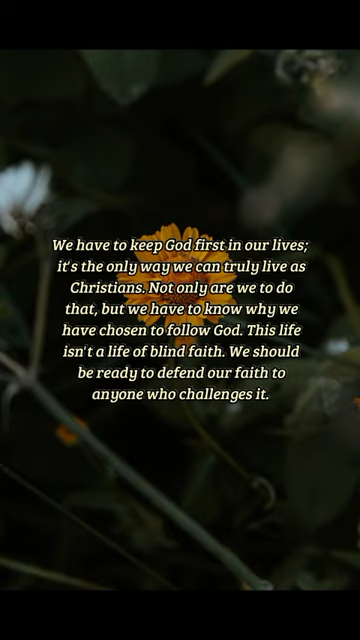 We have to keep God first in our lives;
it's the only way we can truly live as
Christians. Not only are we to do
that, but we have to know why we
have chosen to follow God. This life
isn't a life of blind faith. We should
be ready to defend our faith to
anyone who challenges it.